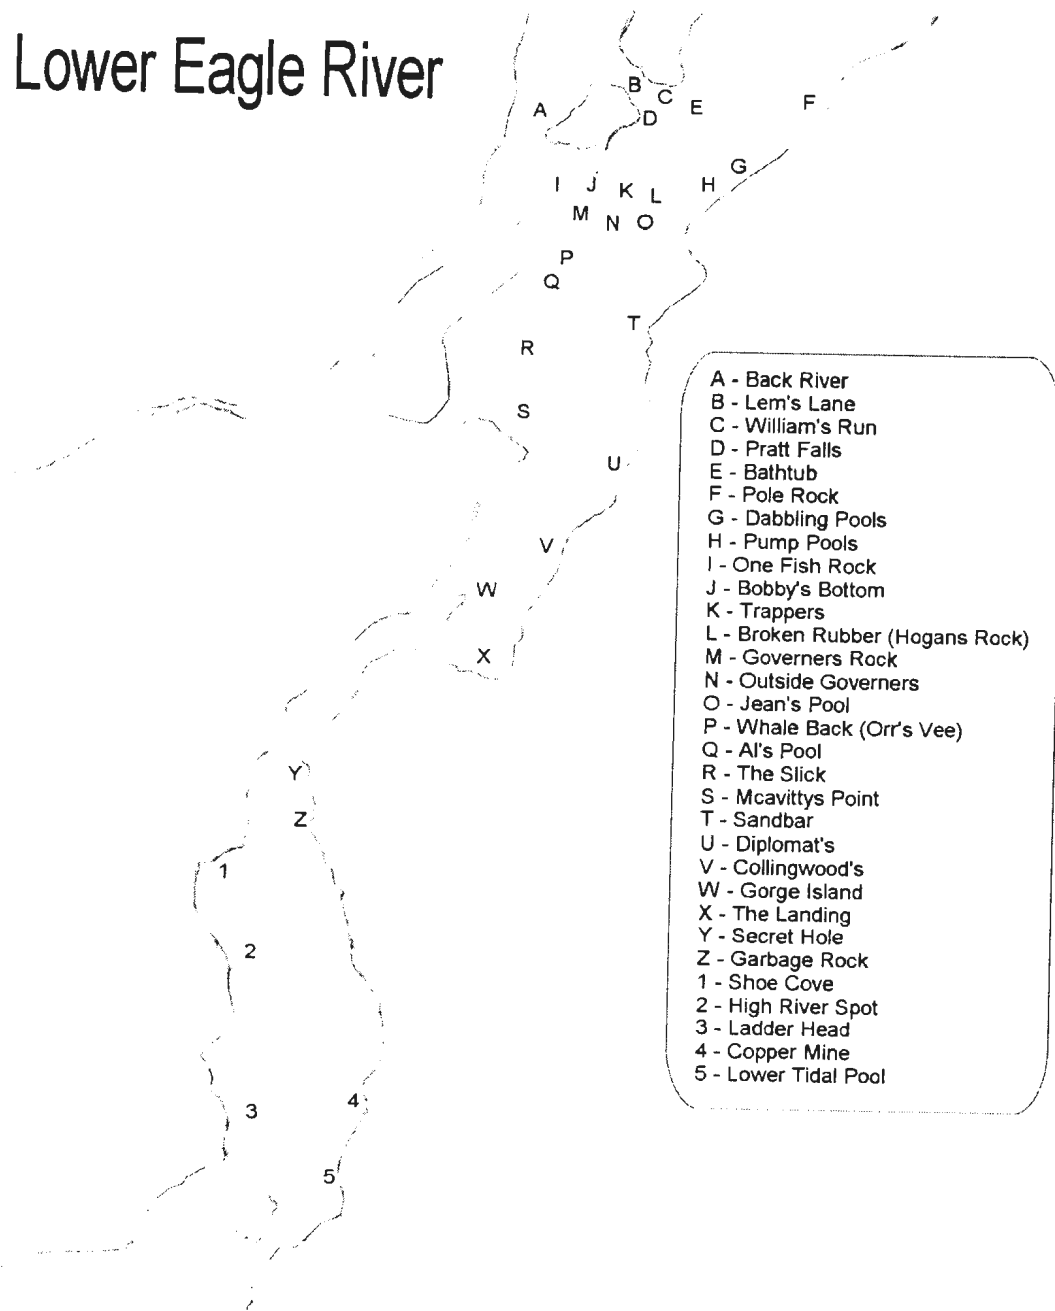 Lower Eagle River
B
C
A
D
E
F
G
I
J
K
L
H
M
N
O
P
Q
T
R
S
U
V
W
X
Y
Z
1
2
3
4
5
A - Back River
B - Lem's Lane
C - William's Run
D - Pratt Falls
E - Bathtub
F - Pole Rock
G - Dabbling Pools
H - Pump Pools
I - One Fish Rock
J - Bobby's Bottom
K - Trappers
L - Broken Rubber (Hogans Rock)
M - Governers Rock
N - Outside Governers
O - Jean's Pool
P - Whale Back (Orr's Vee)
Q - Al's Pool
R - The Slick
S - Mcavittys Point
T - Sandbar
U - Diplomat's
V - Collingwood's
W - Gorge Island
X - The Landing
Y - Secret Hole
Z - Garbage Rock
1 - Shoe Cove
2 - High River Spot
3 - Ladder Head
4 - Copper Mine
5 - Lower Tidal Pool